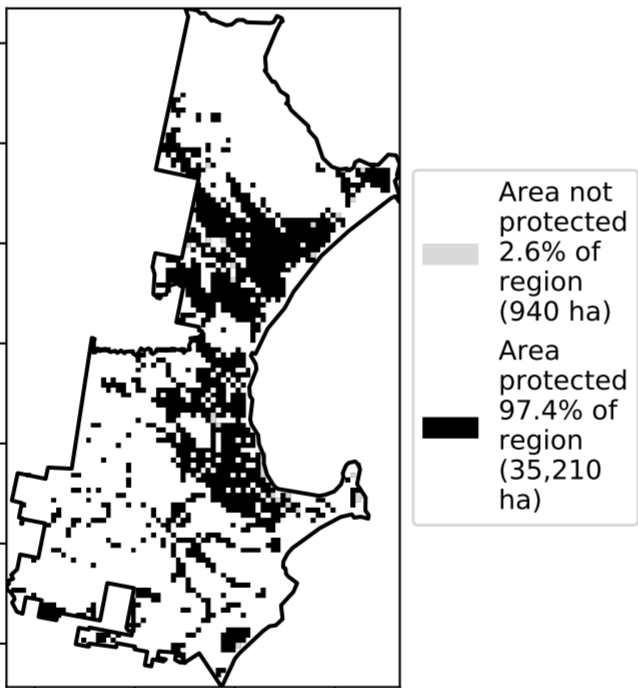 Area not
protected
2.6% of
region
(940 ha)
Area
protected
97.4% of
region
(35,210
ha)